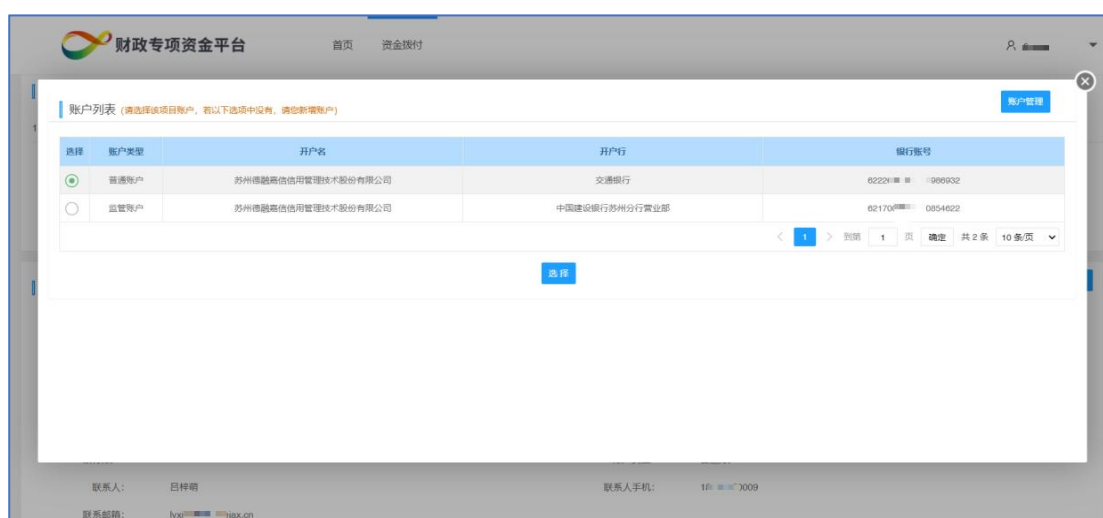 财政专项资金平台 首页 资金拨付
账户列表 (请选择该项目账户，若以下选项中没有，请您新增账户) 账户管理
选择 账户类型 开户名 开户行 银行账号
普通账户 苏州德融嘉信信用管理技术股份有限公司 交通银行 6222 986932
监管账户 苏州德融嘉信信用管理技术股份有限公司 中国建设银行苏州分行营业部 62170 0854622
< 1 > 到第 1 页 确定 共 2 条 10 条/页
选择
联系人： 吕梓萌 联系人手机： 0009
联系邮箱：